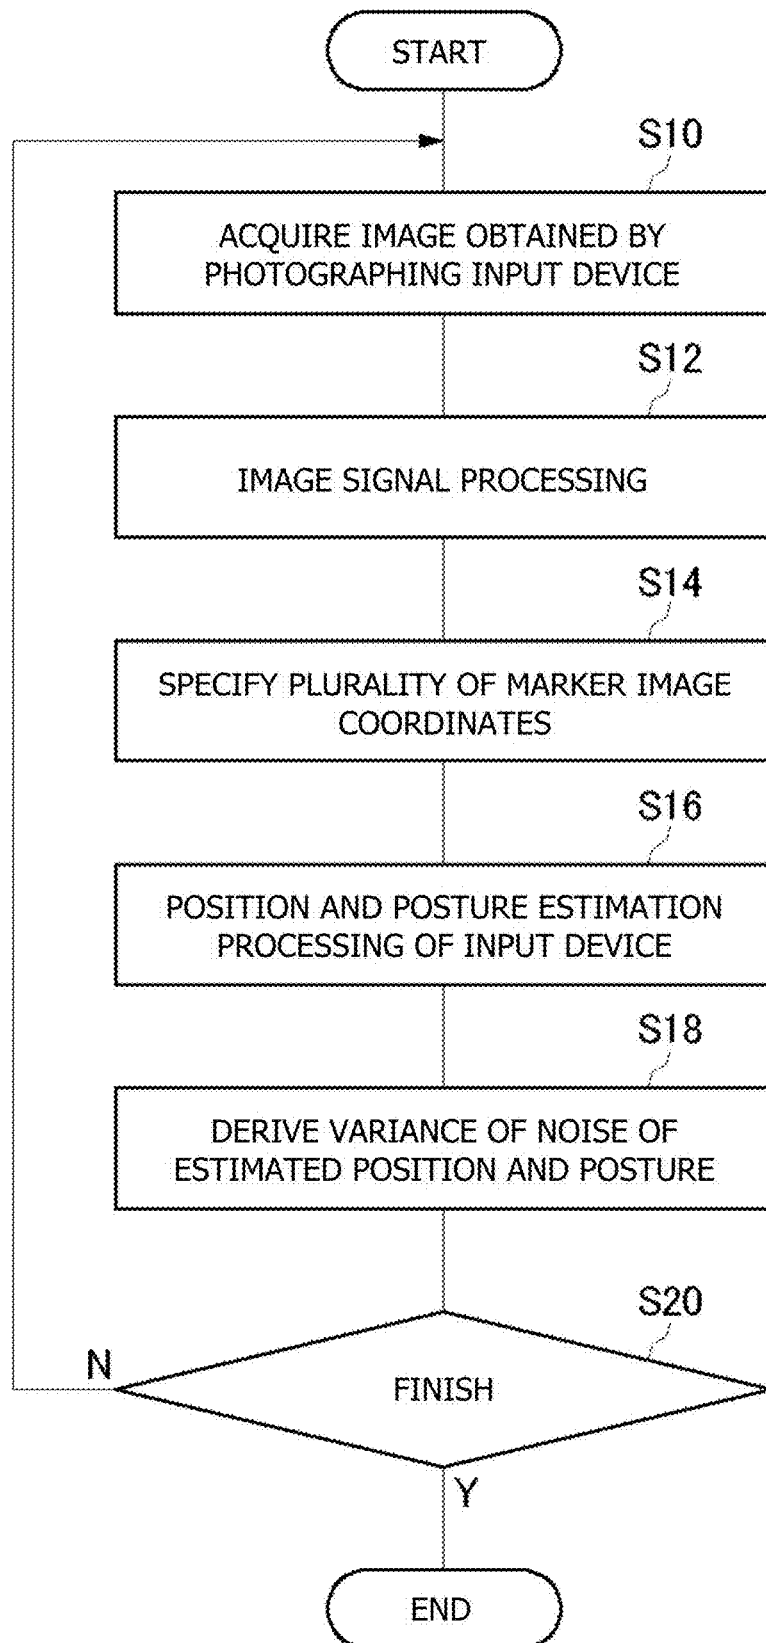 START
S10
ACQUIRE IMAGE OBTAINED BY
PHOTOGRAPHING INPUT DEVICE
S12
IMAGE SIGNAL PROCESSING
S14
SPECIFY PLURALITY OF MARKER IMAGE
COORDINATES
S16
POSITION AND POSTURE ESTIMATION
PROCESSING OF INPUT DEVICE
S18
DERIVE VARIANCE OF NOISE OF
ESTIMATED POSITION AND POSTURE
S20
N
FINISH
Y
END